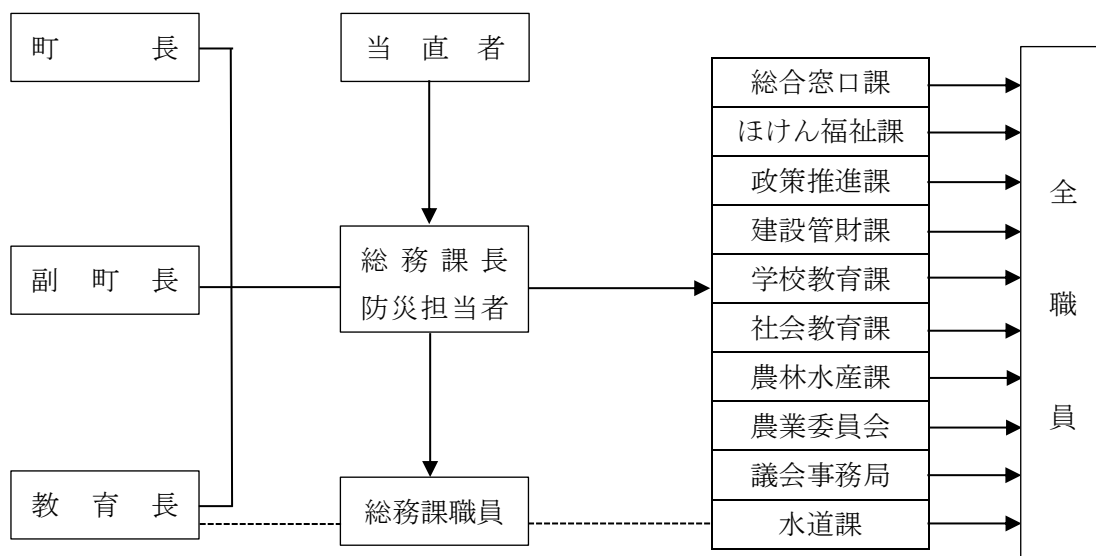 町長
当直者
総合窓口課
ほけん福祉課
政策推進課
建設管財課
学校教育課
社会教育課
農林水産課
農業委員会
議会事務局
水道課
全職員
副町長
総務課長
防災担当者
教育長
総務課職員